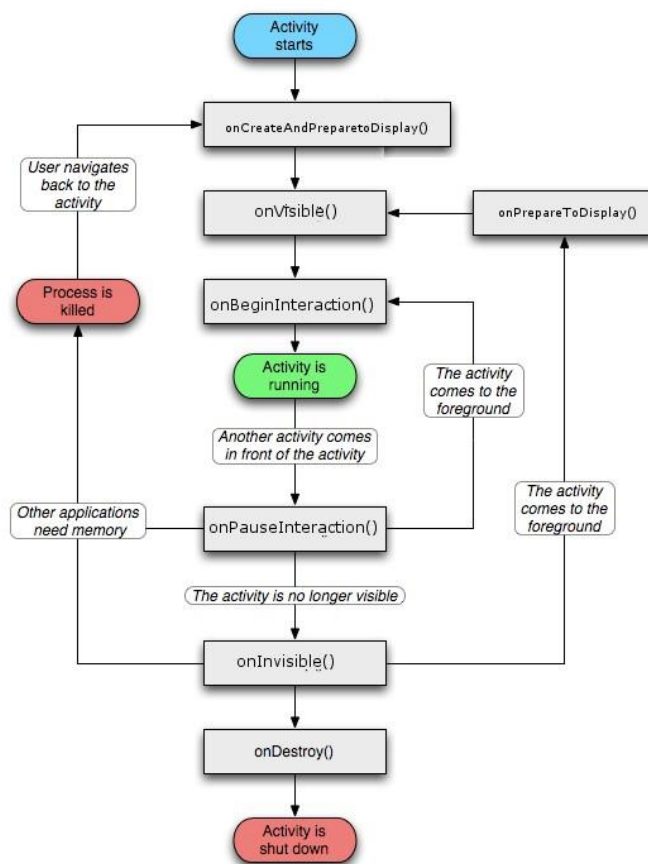 Activity
starts
onCreateAndPreparetoDisplay()
User navigates
back to the
activity
onVisible()
onPrepareToDisplay()
Process is
killed
onBeginInteraction()
Activity is
running
The activity
comes to the
foreground
Another activity comes
in front of the activity
Other applications
need memory
The activity
comes to the
foreground
onPauseInteraction()
The activity is no longer visible
onInvisible()
onDestroy()
Activity is
shut down